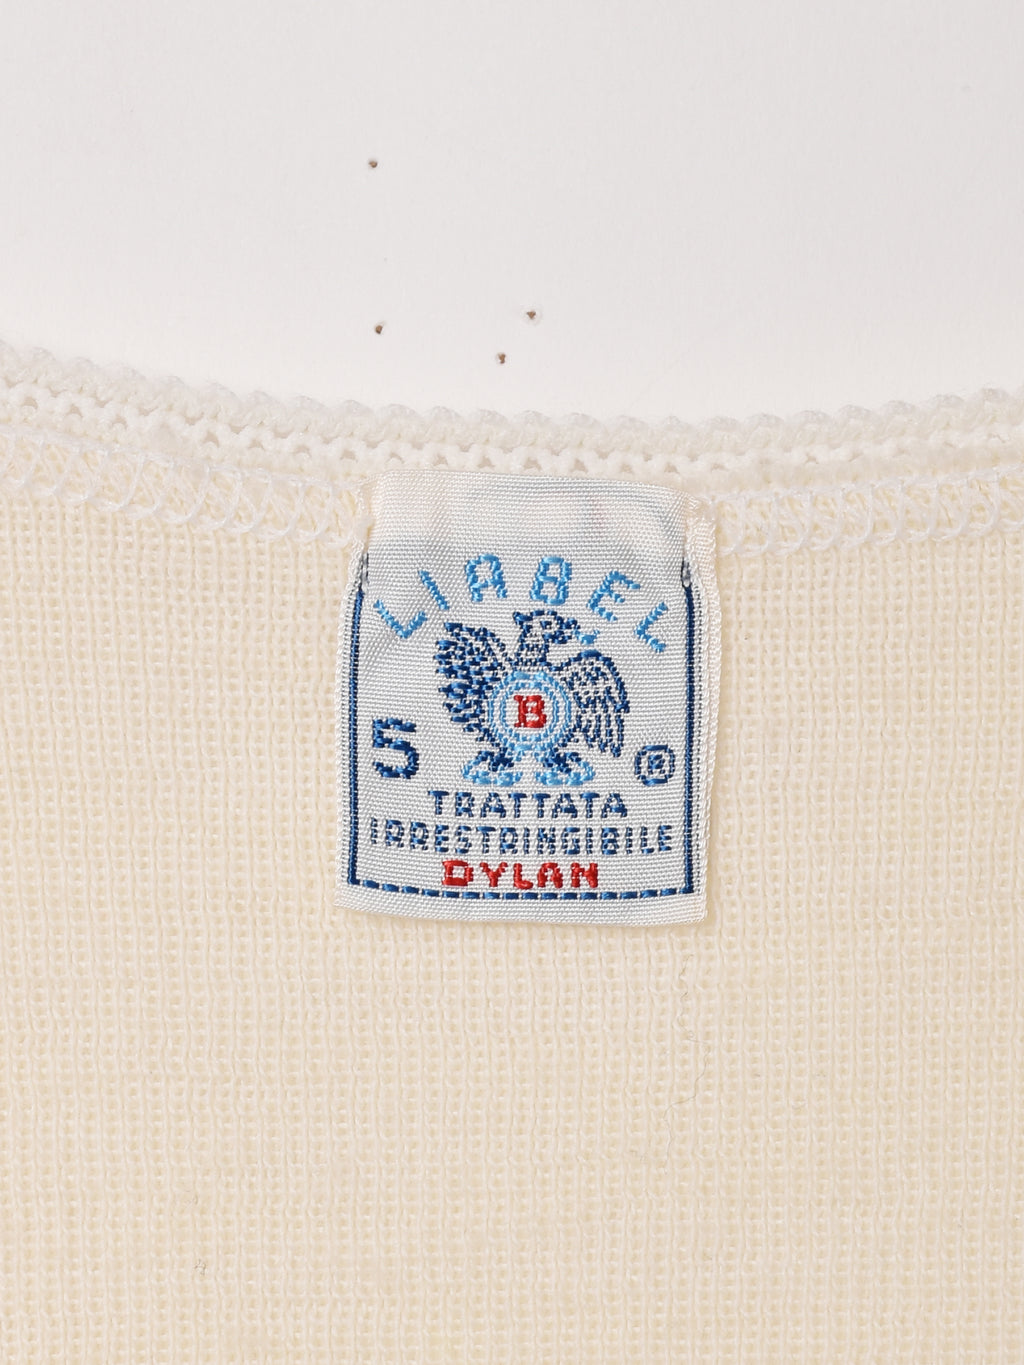 LIABEL
B
5 ®
TRATTATA
IRRESTRINGIBILE
DYLAN